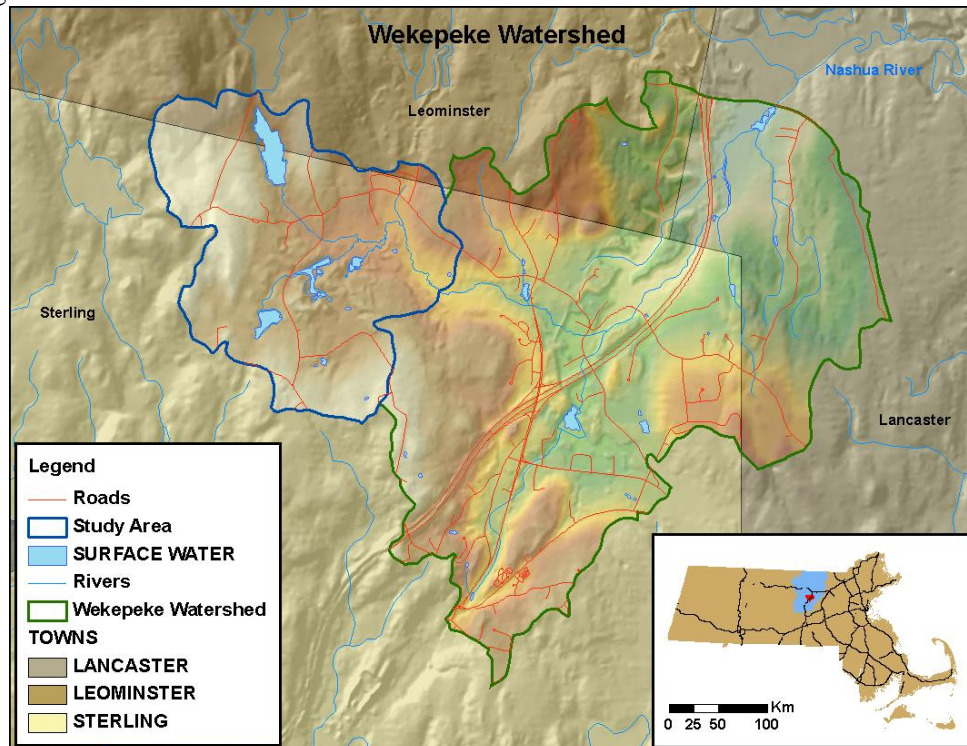 Wekepeke Watershed
Nashua River
Leominster
Sterling
Lancaster
Legend
Roads
Study Area
SURFACE WATER
Rivers
Wekepeke Watershed
TOWNS
LANCASTER
LEOMINSTER
STERLING
Km
0 25 50 100